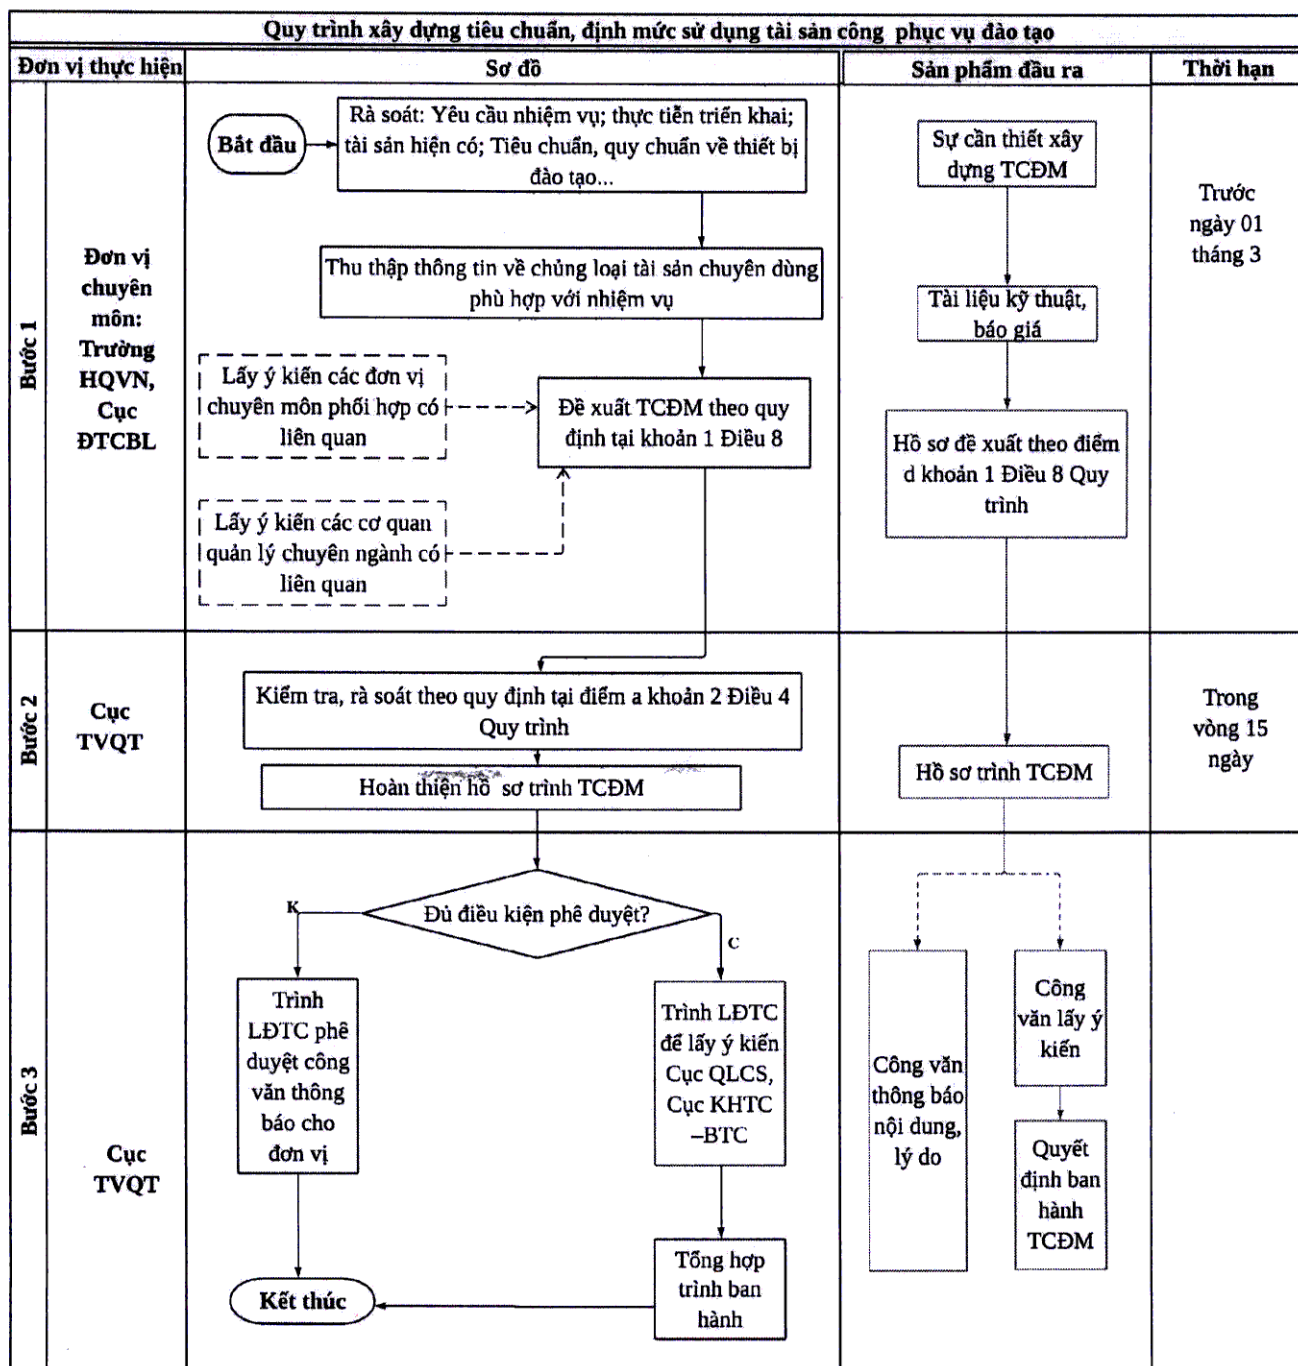 Quy trình xây dựng tiêu chuẩn, định mức sử dụng tài sản công phục vụ đào tạo
Đơn vị thực hiện
Sơ đồ
Sản phẩm đầu ra
Thời hạn
Bước 1
Đơn vị
chuyên
môn:
Trường
HQVN,
Cục
ĐTCBL
Bắt đầu
Rà soát: Yêu cầu nhiệm vụ; thực tiễn triển khai;
tài sản hiện có; Tiêu chuẩn, quy chuẩn về thiết bị
đào tạo...
Thu thập thông tin về chủng loại tài sản chuyên dùng
phù hợp với nhiệm vụ
Lấy ý kiến các đơn vị
chuyên môn phối hợp có
liên quan
Đề xuất TCĐM theo quy
định tại khoản 1 Điều 8
Lấy ý kiến các cơ quan
quản lý chuyên ngành có
liên quan
Sự cần thiết xây
dựng TCĐM
Tài liệu kỹ thuật,
báo giá
Hồ sơ đề xuất theo điểm
d khoản 1 Điều 8 Quy
trình
Trước
ngày 01
tháng 3
Bước 2
Cục
TVQT
Kiểm tra, rà soát theo quy định tại điểm a khoản 2 Điều 4
Quy trình
Hoàn thiện hồ sơ trình TCĐM
Hồ sơ trình TCĐM
Trong
vòng 15
ngày
Bước 3
Cục
TVQT
Đủ điều kiện phê duyệt?
K
C
Trình
LĐTC phê
duyệt công
văn thông
báo cho
đơn vị
Trình LĐTC
để lấy ý kiến
Cục QLCS,
Cục KHTC
–BTC
Tổng hợp
trình ban
hành
Kết thúc
Công văn
thông báo
nội dung,
lý do
Công
văn lấy ý
kiến
Quyết
định ban
hành
TCĐM